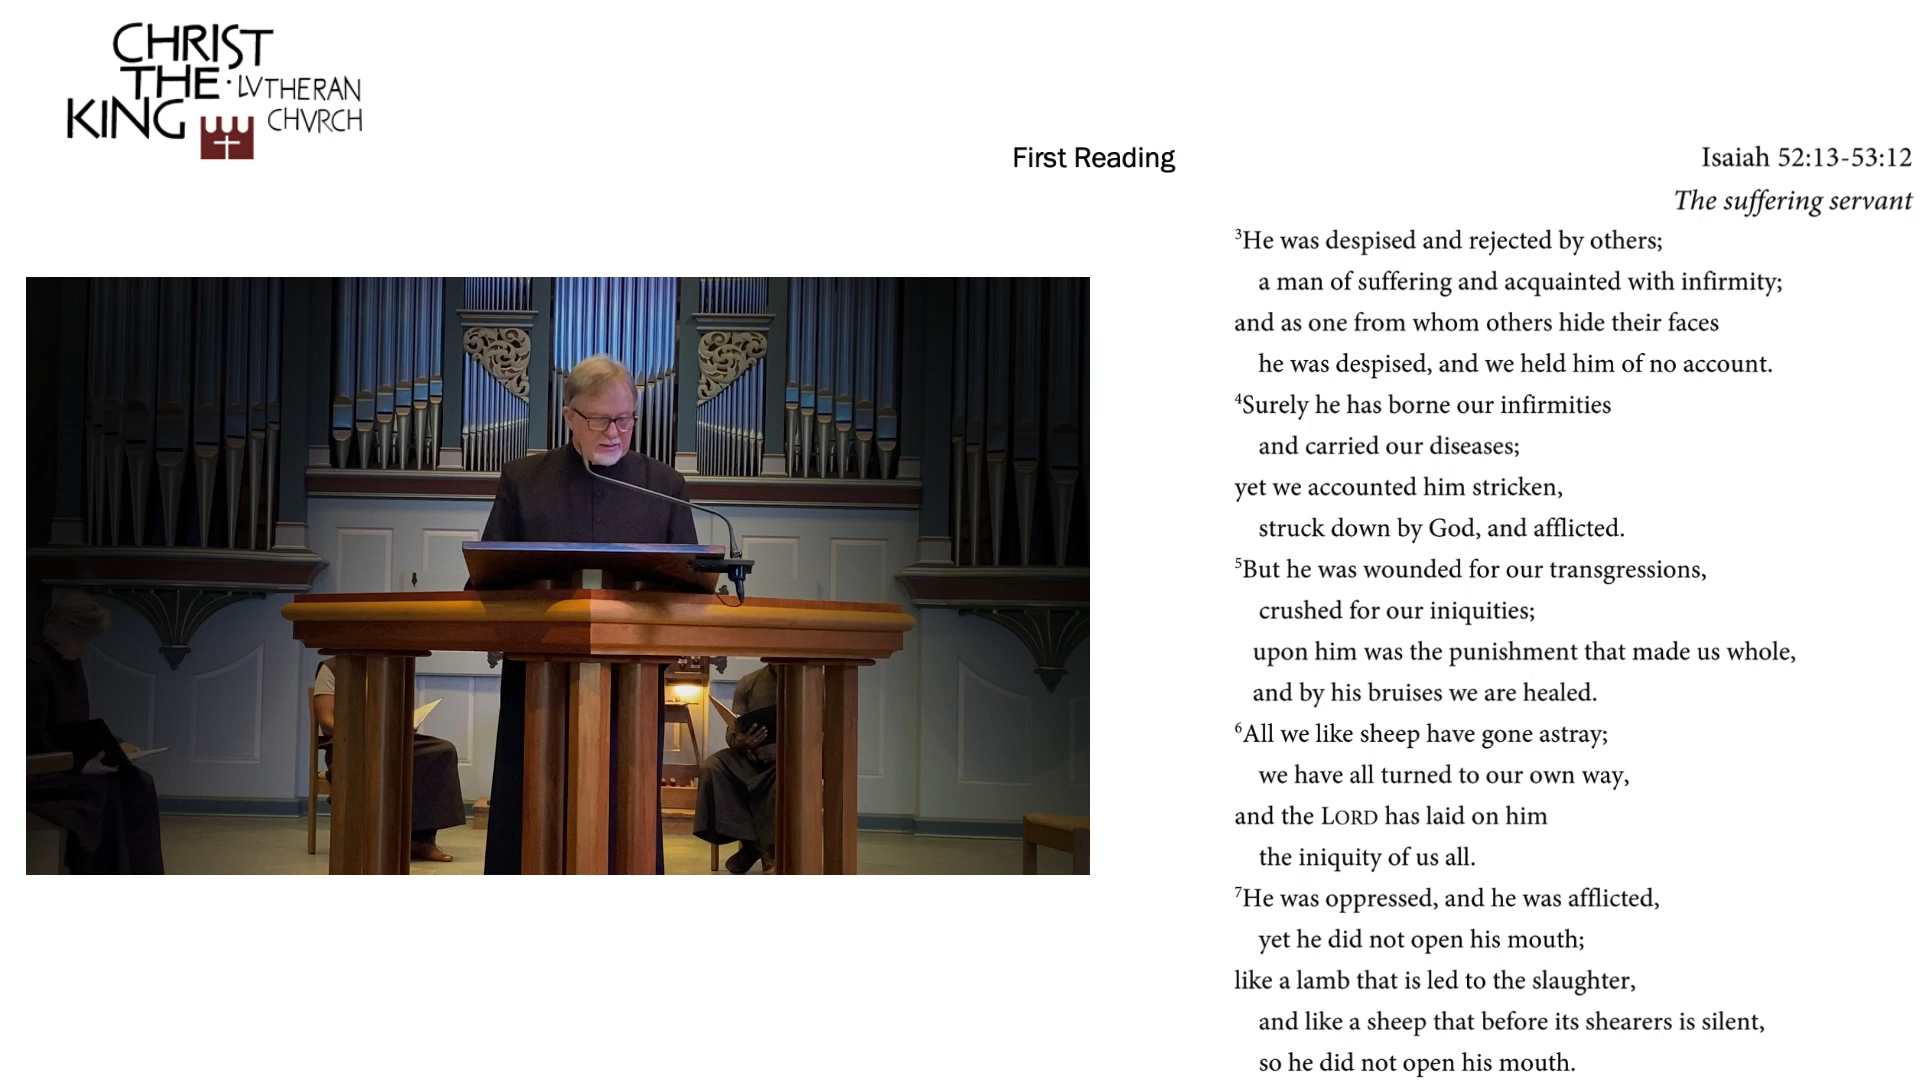 CHRIST
THE · LVTHERAN
KING CHVRCH
First Reading
Isaiah 52:13-53:12
The suffering servant
³He was despised and rejected by others;
a man of suffering and acquainted with infirmity;
and as one from whom others hide their faces
he was despised, and we held him of no account.
⁴Surely he has borne our infirmities
and carried our diseases;
yet we accounted him stricken,
struck down by God, and afflicted.
⁵But he was wounded for our transgressions,
crushed for our iniquities;
upon him was the punishment that made us whole,
and by his bruises we are healed.
⁶All we like sheep have gone astray;
we have all turned to our own way,
and the LORD has laid on him
the iniquity of us all.
⁷He was oppressed, and he was afflicted,
yet he did not open his mouth;
like a lamb that is led to the slaughter,
and like a sheep that before its shearers is silent,
so he did not open his mouth.